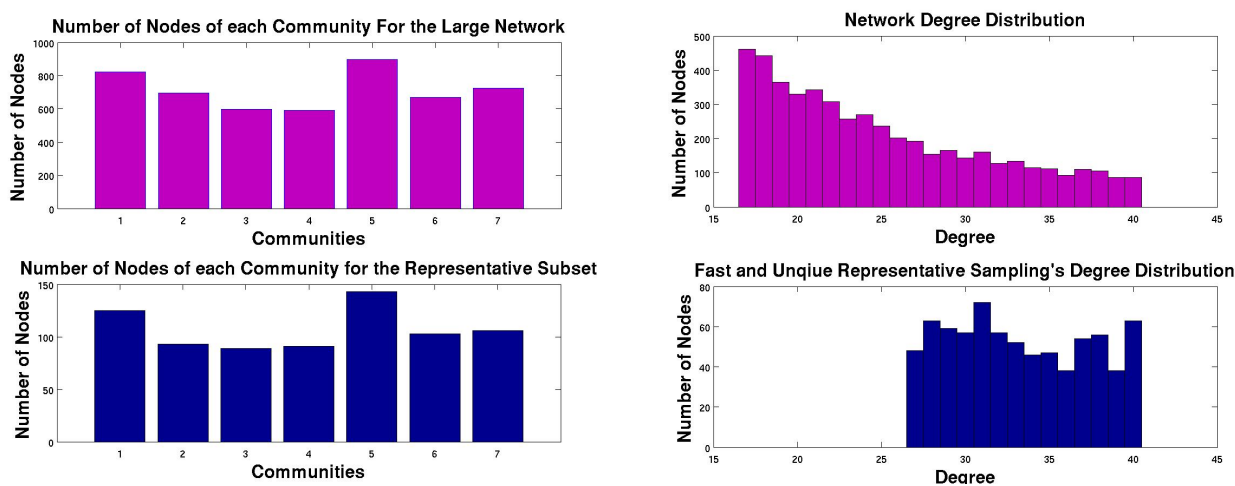 Number of Nodes of each Community For the Large Network
Number of Nodes
1000
800
600
400
200
0
1 2 3 4 5 6 7
Communities
Network Degree Distribution
Number of Nodes
500
400
300
200
100
0
15 20 25 30 35 40 45
Degree
Number of Nodes of each Community for the Representative Subset
Number of Nodes
150
100
50
0
1 2 3 4 5 6 7
Communities
Fast and Unqiue Representative Sampling's Degree Distribution
Number of Nodes
80
60
40
20
0
15 20 25 30 35 40 45
Degree